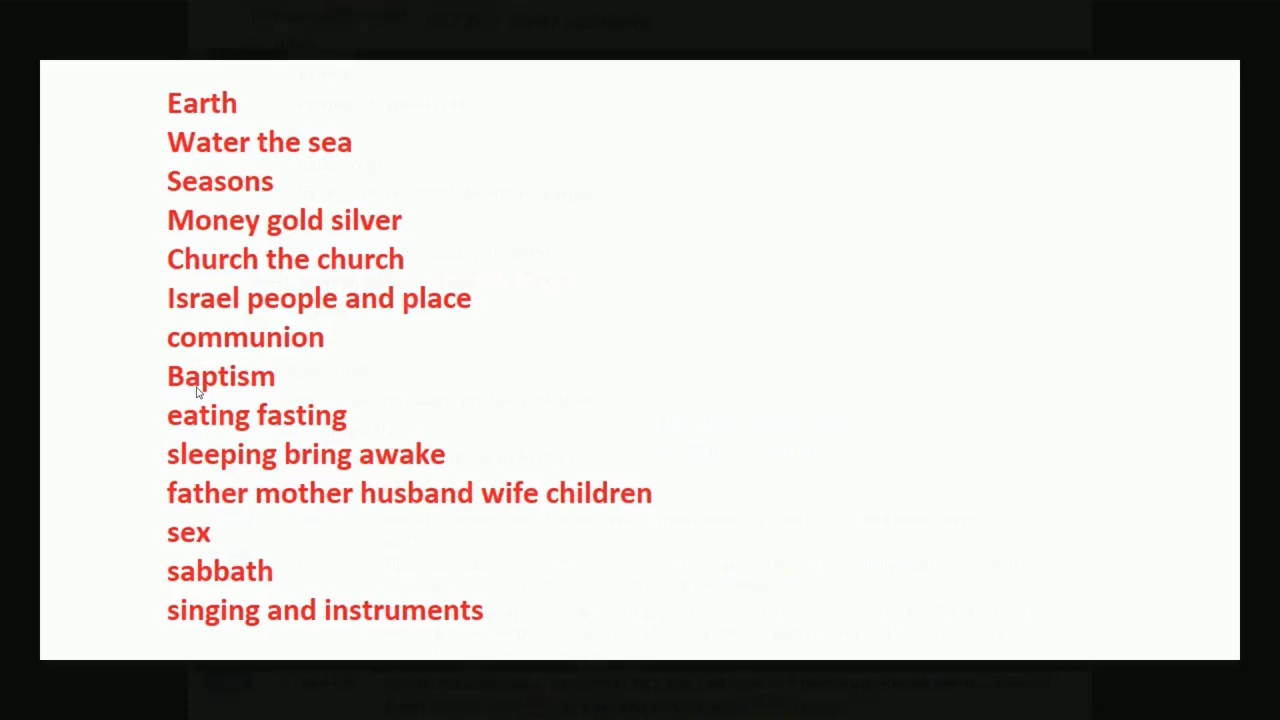 Earth
Water the sea
Seasons
Money gold silver
Church the church
Israel people and place
communion
Baptism
eating fasting
sleeping bring awake
father mother husband wife children
sex
sabbath
singing and instruments